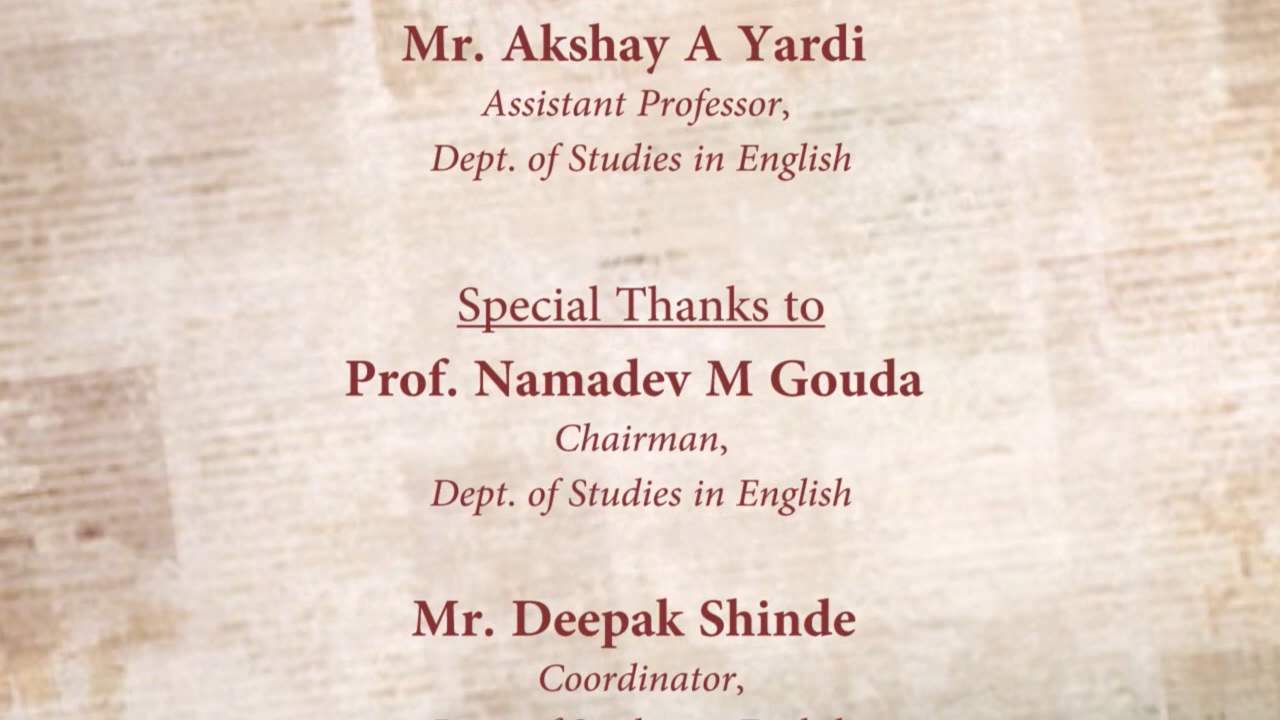 Mr. Akshay A Yardi
Assistant Professor,
Dept. of Studies in English
Special Thanks to
Prof. Namadev M Gouda
Chairman,
Dept. of Studies in English
Mr. Deepak Shinde
Coordinator,